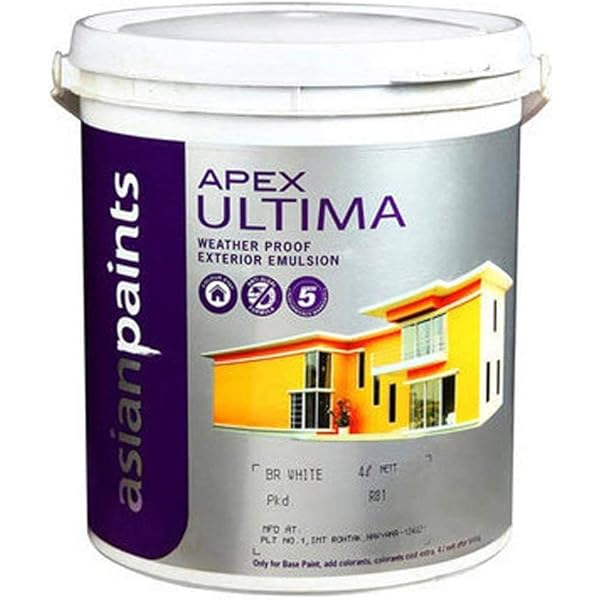 asianpaints
APEX
ULTIMA
WEATHER PROOF
EXTERIOR EMULSION
5
BR WHITE 4ℓ NETT
Pkd R01
MFD AT.
PLT NO.1, IMT ROHTAK,
Only for Base Paint, add colorants, colorants cost extra,